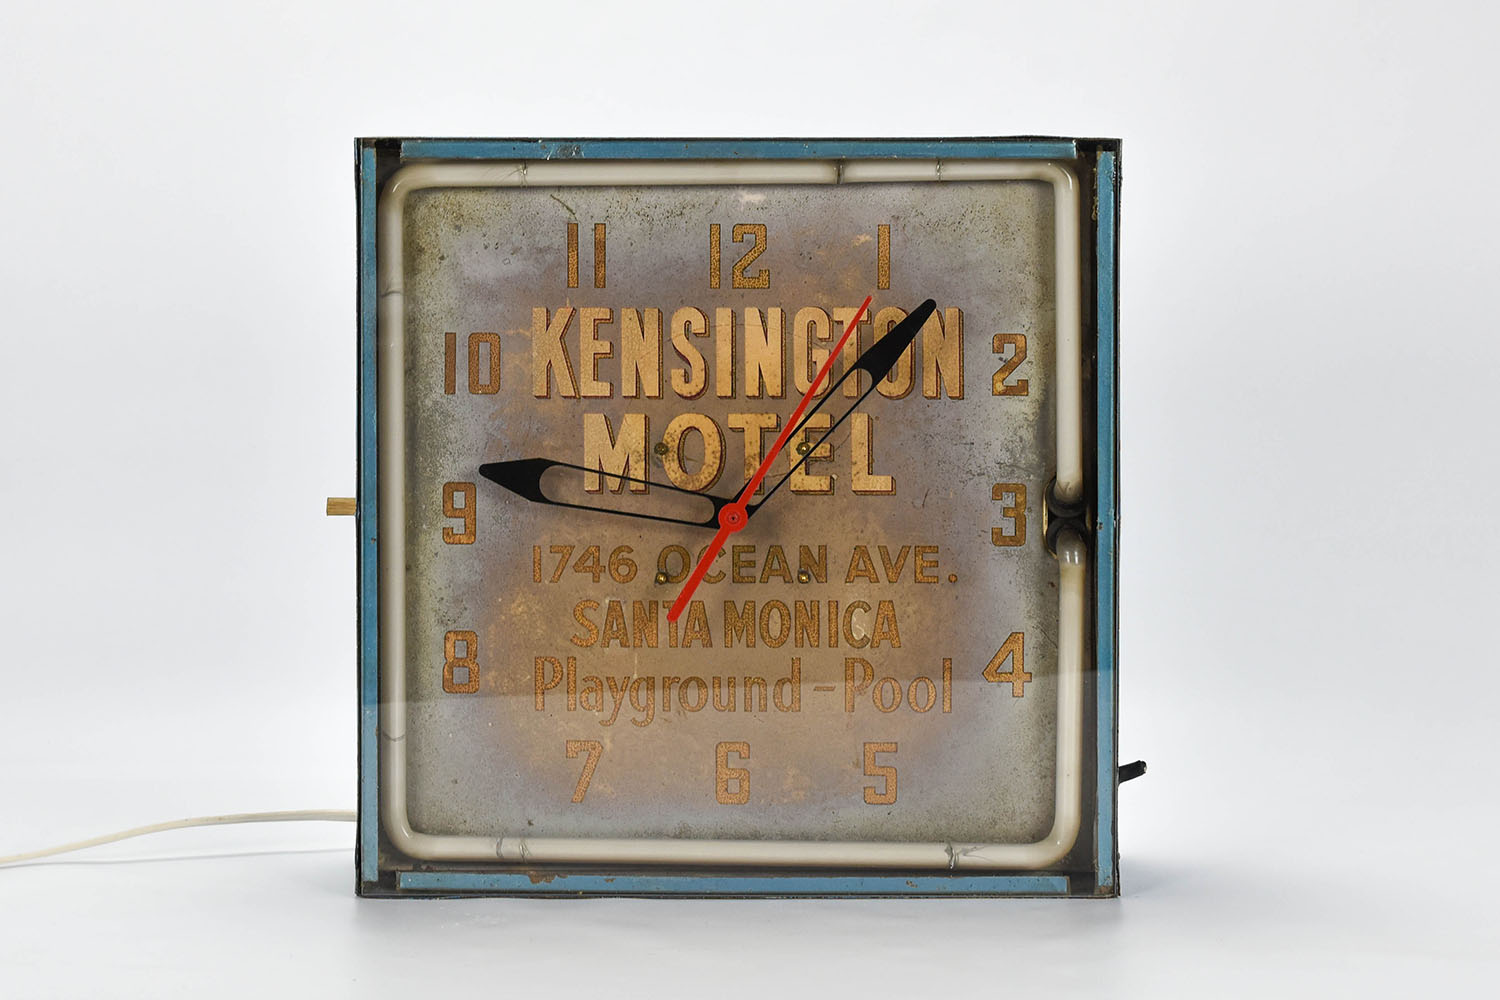 11 12 1
KENSINGTON
10 2
MOTEL
9 3
1746 OCEAN AVE.
SANTA MONICA
8 4
Playground - Pool
7 6 5